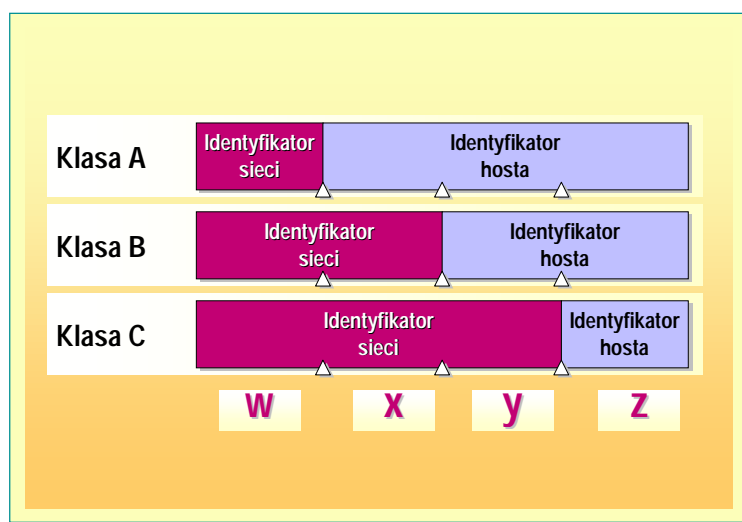 Klasa A
Identyfikator
sieci
Identyfikator
hosta
Klasa B
Identyfikator
sieci
Identyfikator
hosta
Klasa C
Identyfikator
sieci
Identyfikator
hosta
w x y z